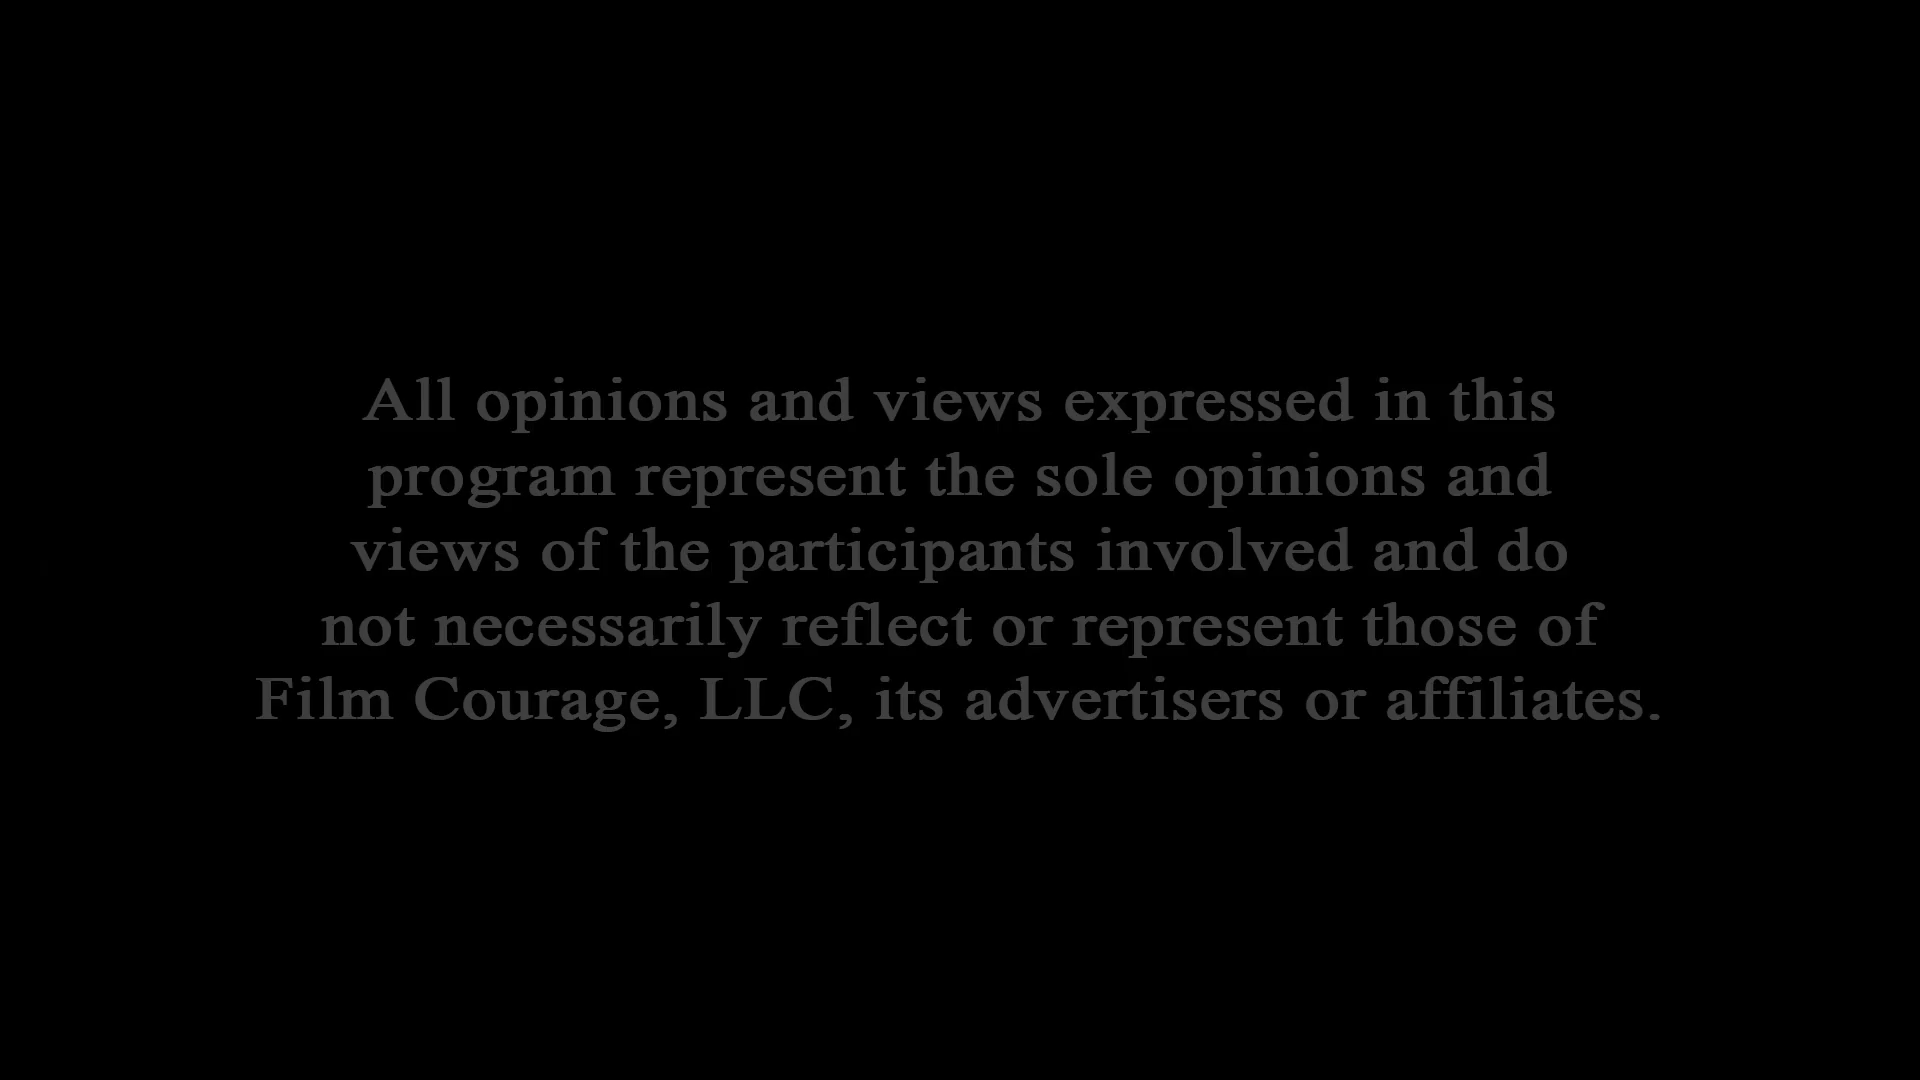 All opinions and views expressed in this
program represent the sole opinions and
views of the participants involved and do
not necessarily reflect or represent those of
Film Courage, LLC, its advertisers or affiliates.